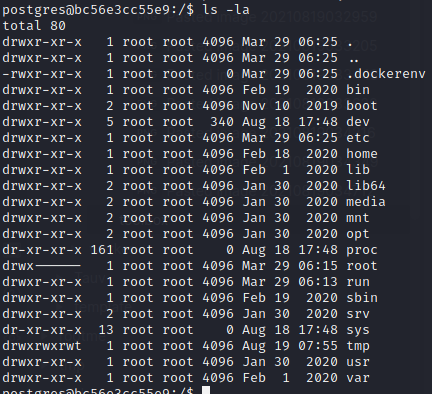 postgres@bc56e3cc55e9:/$ ls -la
total 80
drwxr-xr-x   1 root root 4096 Mar 29 06:25 .
drwxr-xr-x   1 root root 4096 Mar 29 06:25 ..
-rwxr-xr-x   1 root root    0 Mar 29 06:25 .dockerenv
drwxr-xr-x   1 root root 4096 Feb 19  2020 bin
drwxr-xr-x   2 root root 4096 Nov 10  2019 boot
drwxr-xr-x   5 root root  340 Aug 18 17:48 dev
drwxr-xr-x   1 root root 4096 Mar 29 06:25 etc
drwxr-xr-x   1 root root 4096 Feb 18  2020 home
drwxr-xr-x   1 root root 4096 Feb  1  2020 lib
drwxr-xr-x   2 root root 4096 Jan 30  2020 lib64
drwxr-xr-x   2 root root 4096 Jan 30  2020 media
drwxr-xr-x   2 root root 4096 Jan 30  2020 mnt
drwxr-xr-x   2 root root 4096 Jan 30  2020 opt
dr-xr-xr-x 161 root root    0 Aug 18 17:48 proc
drwx------   1 root root 4096 Mar 29 06:15 root
drwxr-xr-x   1 root root 4096 Mar 29 06:13 run
drwxr-xr-x   1 root root 4096 Feb 19  2020 sbin
drwxr-xr-x   2 root root 4096 Jan 30  2020 srv
dr-xr-xr-x  13 root root    0 Aug 18 17:48 sys
drwxrwxrwt   1 root root 4096 Aug 19 07:55 tmp
drwxr-xr-x   1 root root 4096 Jan 30  2020 usr
drwxr-xr-x   1 root root 4096 Feb  1  2020 var
postgres@bc56e3cc55e9:/$